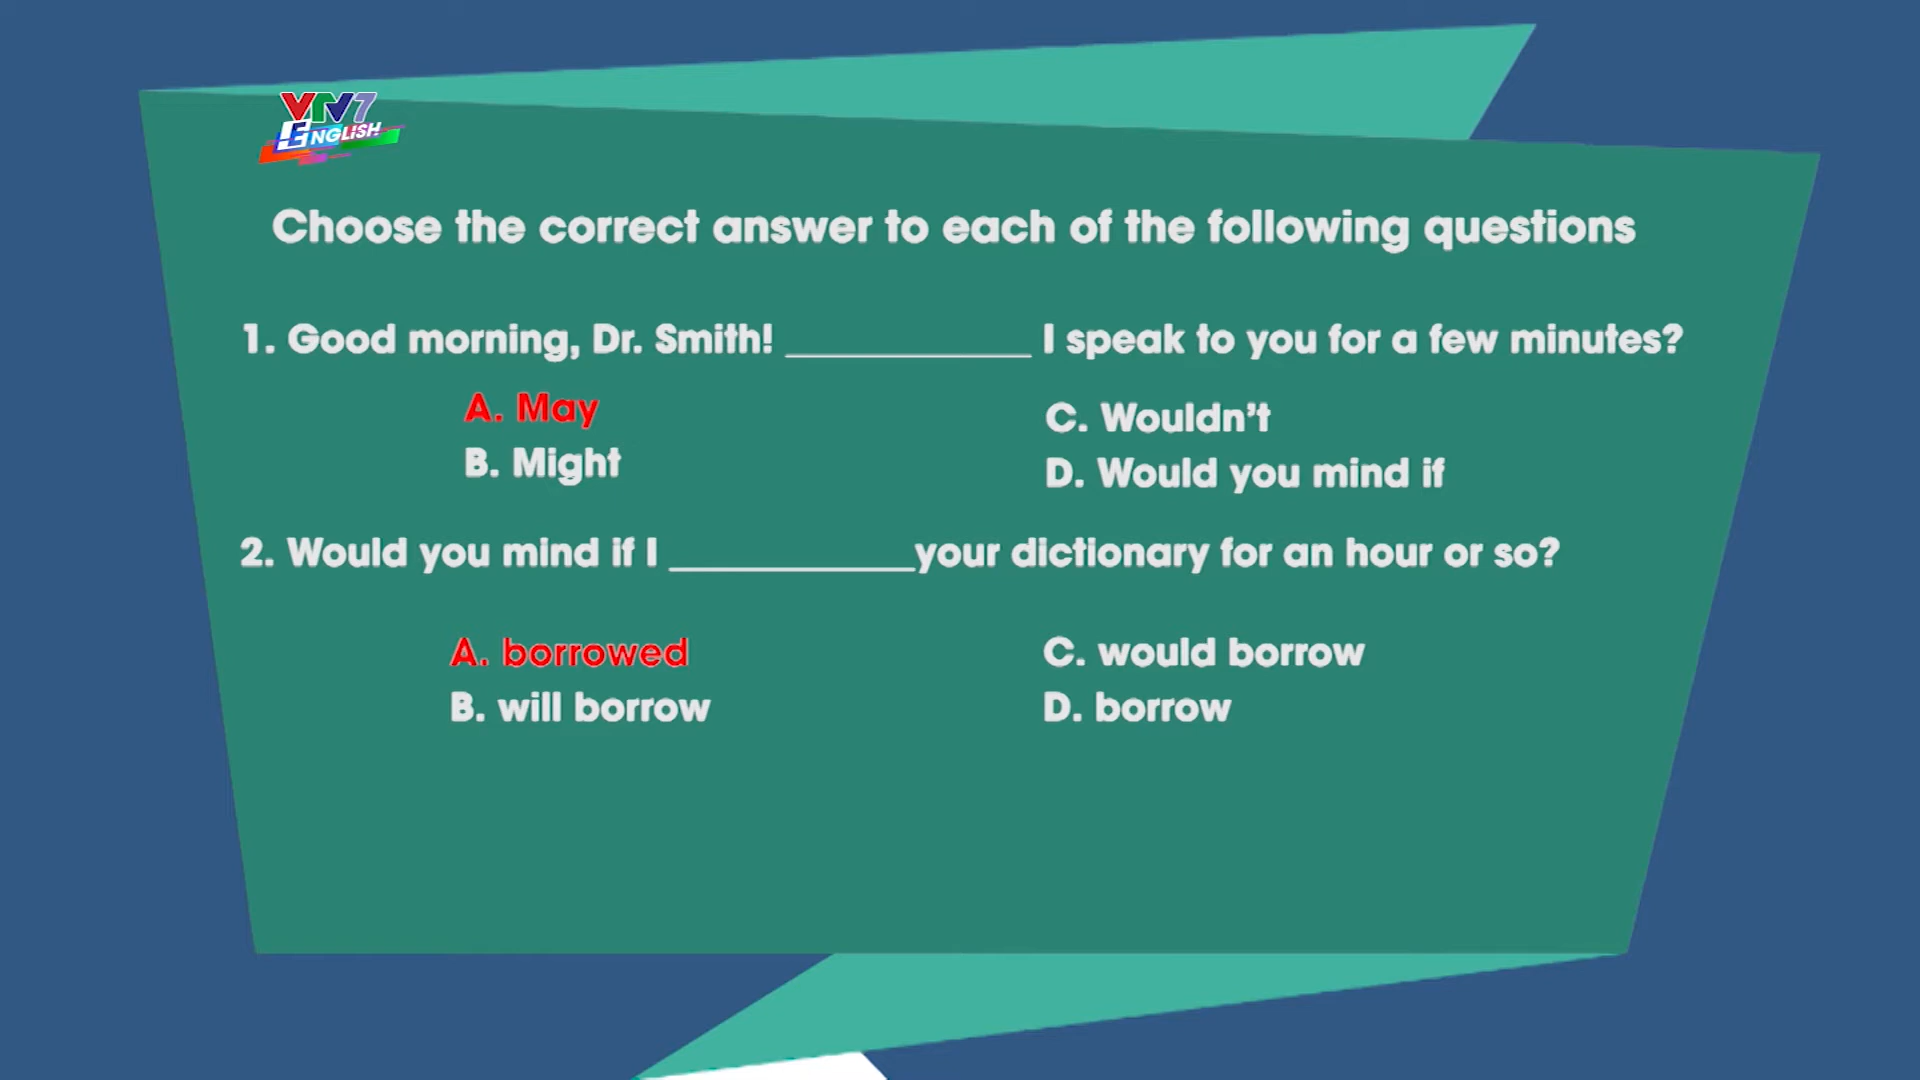 VTV7
ENGLISH
Choose the correct answer to each of the following questions
1. Good morning, Dr. Smith! ____________ I speak to you for a few minutes?
A. May
B. Might
C. Wouldn't
D. Would you mind if
2. Would you mind if I ____________your dictionary for an hour or so?
A. borrowed
B. will borrow
C. would borrow
D. borrow